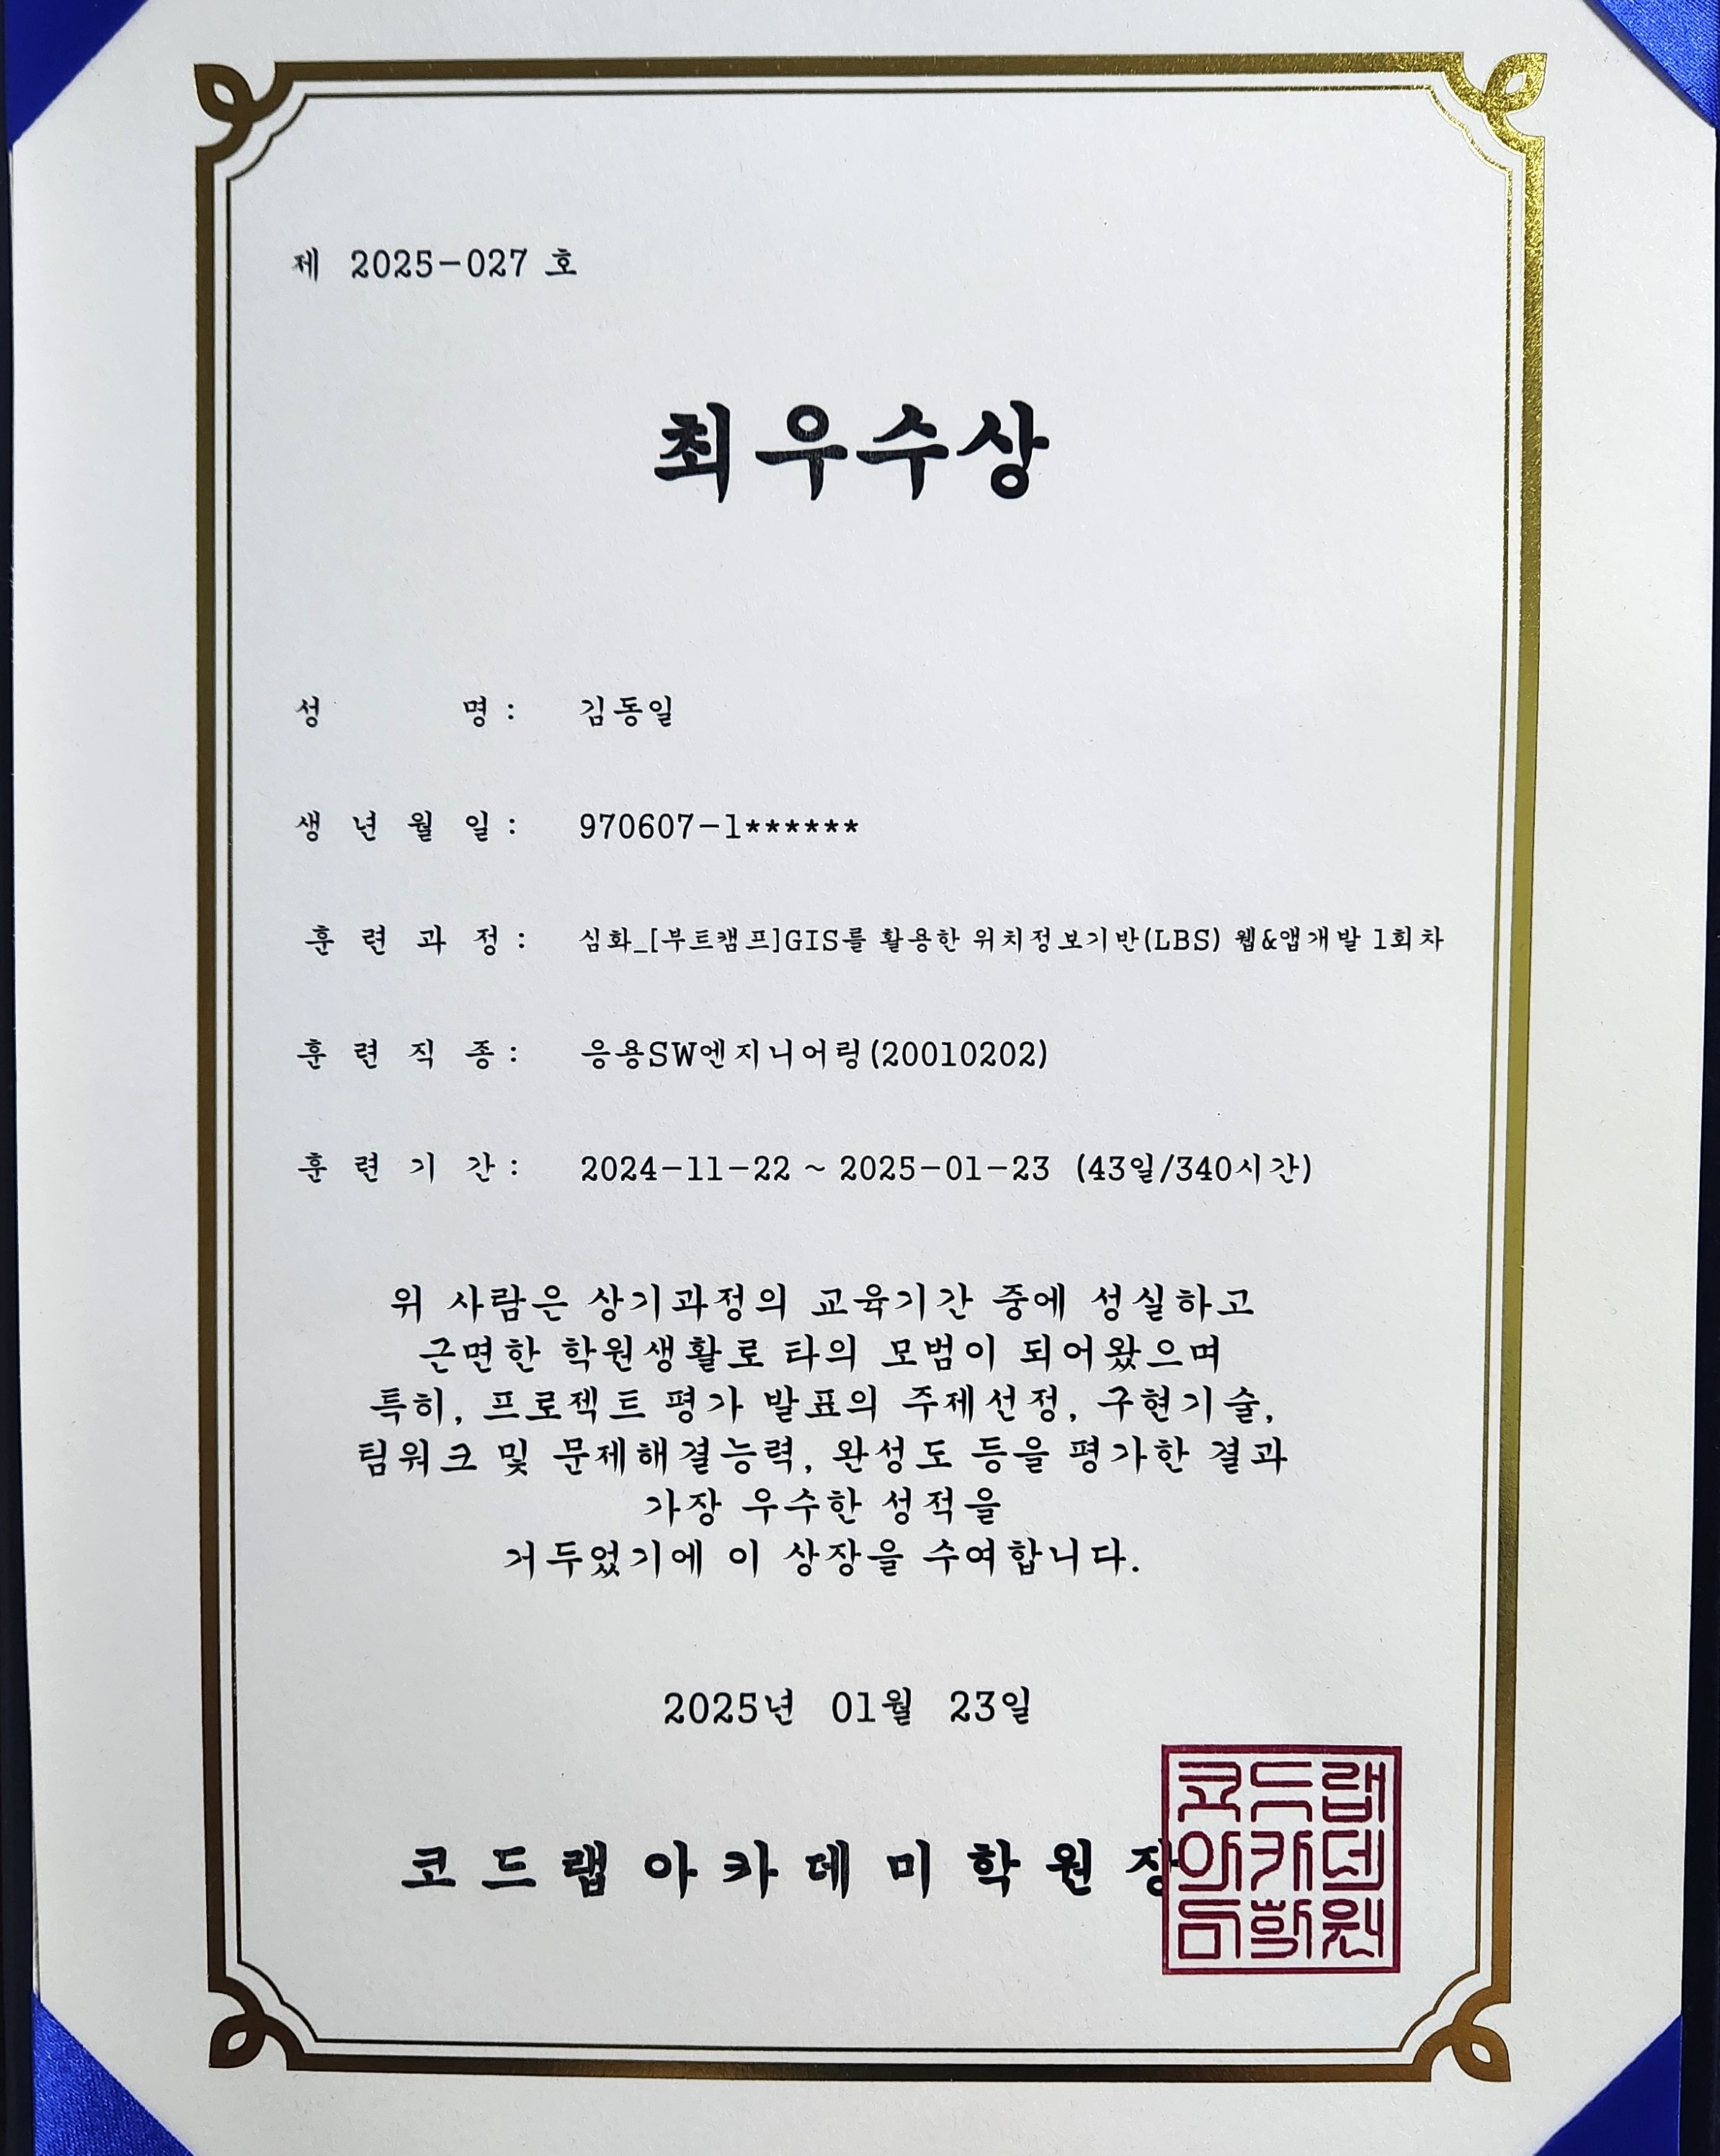 제 2025-027 호
최우수상
성 명 : 김동일
생 년 월 일 : 970607-1******
훈 련 과 정 : 심화_[부트캠프]GIS를 활용한 위치정보기반(LBS) 웹&앱개발 1회차
훈 련 직 종 : 응용SW엔지니어링(20010202)
훈 련 기 간 : 2024-11-22 ~ 2025-01-23 (43일/340시간)
위 사람은 상기과정의 교육기간 중에 성실하고
근면한 학원생활로 타의 모범이 되어왔으며
특히, 프로젝트 평가 발표의 주제선정, 구현기술,
팀워크 및 문제해결능력, 완성도 등을 평가한 결과
가장 우수한 성적을
거두었기에 이 상장을 수여합니다.
2025년 01월 23일
코드랩아카데미학원장
코드랩
아카데
미학원